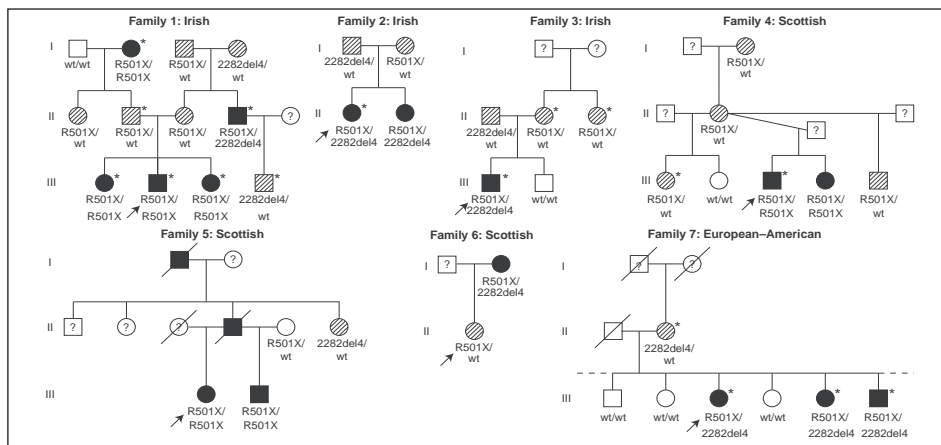 Family 1: Irish
Family 2: Irish
Family 3: Irish
Family 4: Scottish
I
*
wt/wt
R501X/
R501X
R501X/
wt
2282del4/
wt
II
*
*
?
R501X/
wt
R501X/
wt
R501X/
wt
R501X/
2282del4
III
*
*
*
*
R501X/
R501X
R501X/
R501X
R501X/
R501X
2282del4/
wt
I
2282del4/
wt
R501X/
wt
II
*
R501X/
2282del4
R501X/
2282del4
I
?
?
II
*
*
2282del4/
wt
R501X/
wt
R501X/
wt
III
*
R501X/
2282del4
wt/wt
I
?
R501X/
wt
II
?
?
?
R501X/
wt
III
*
*
R501X/
wt
wt/wt
R501X/
R501X
R501X/
R501X
R501X/
wt
Family 5: Scottish
Family 6: Scottish
Family 7: European–American
I
?
II
?
?
?
R501X/
wt
2282del4/
wt
III
R501X/
R501X
R501X/
R501X
I
?
R501X/
2282del4
II
R501X/
wt
I
?
?
II
*
2282del4/
wt
III
*
*
*
wt/wt
wt/wt
R501X/
2282del4
wt/wt
R501X/
2282del4
R501X/
2282del4